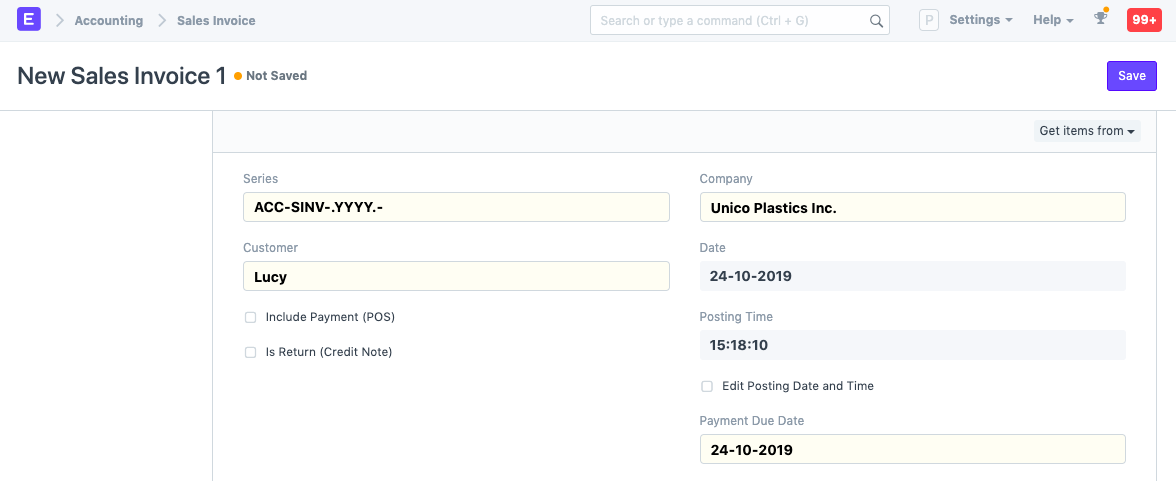 E Accounting Sales Invoice Search or type a command (Ctrl + G) P Settings Help 99+
New Sales Invoice 1 Not Saved Save
Get items from
Series
ACC-SINV-.YYYY.-
Customer
Lucy
Include Payment (POS)
Is Return (Credit Note)
Company
Unico Plastics Inc.
Date
24-10-2019
Posting Time
15:18:10
Edit Posting Date and Time
Payment Due Date
24-10-2019